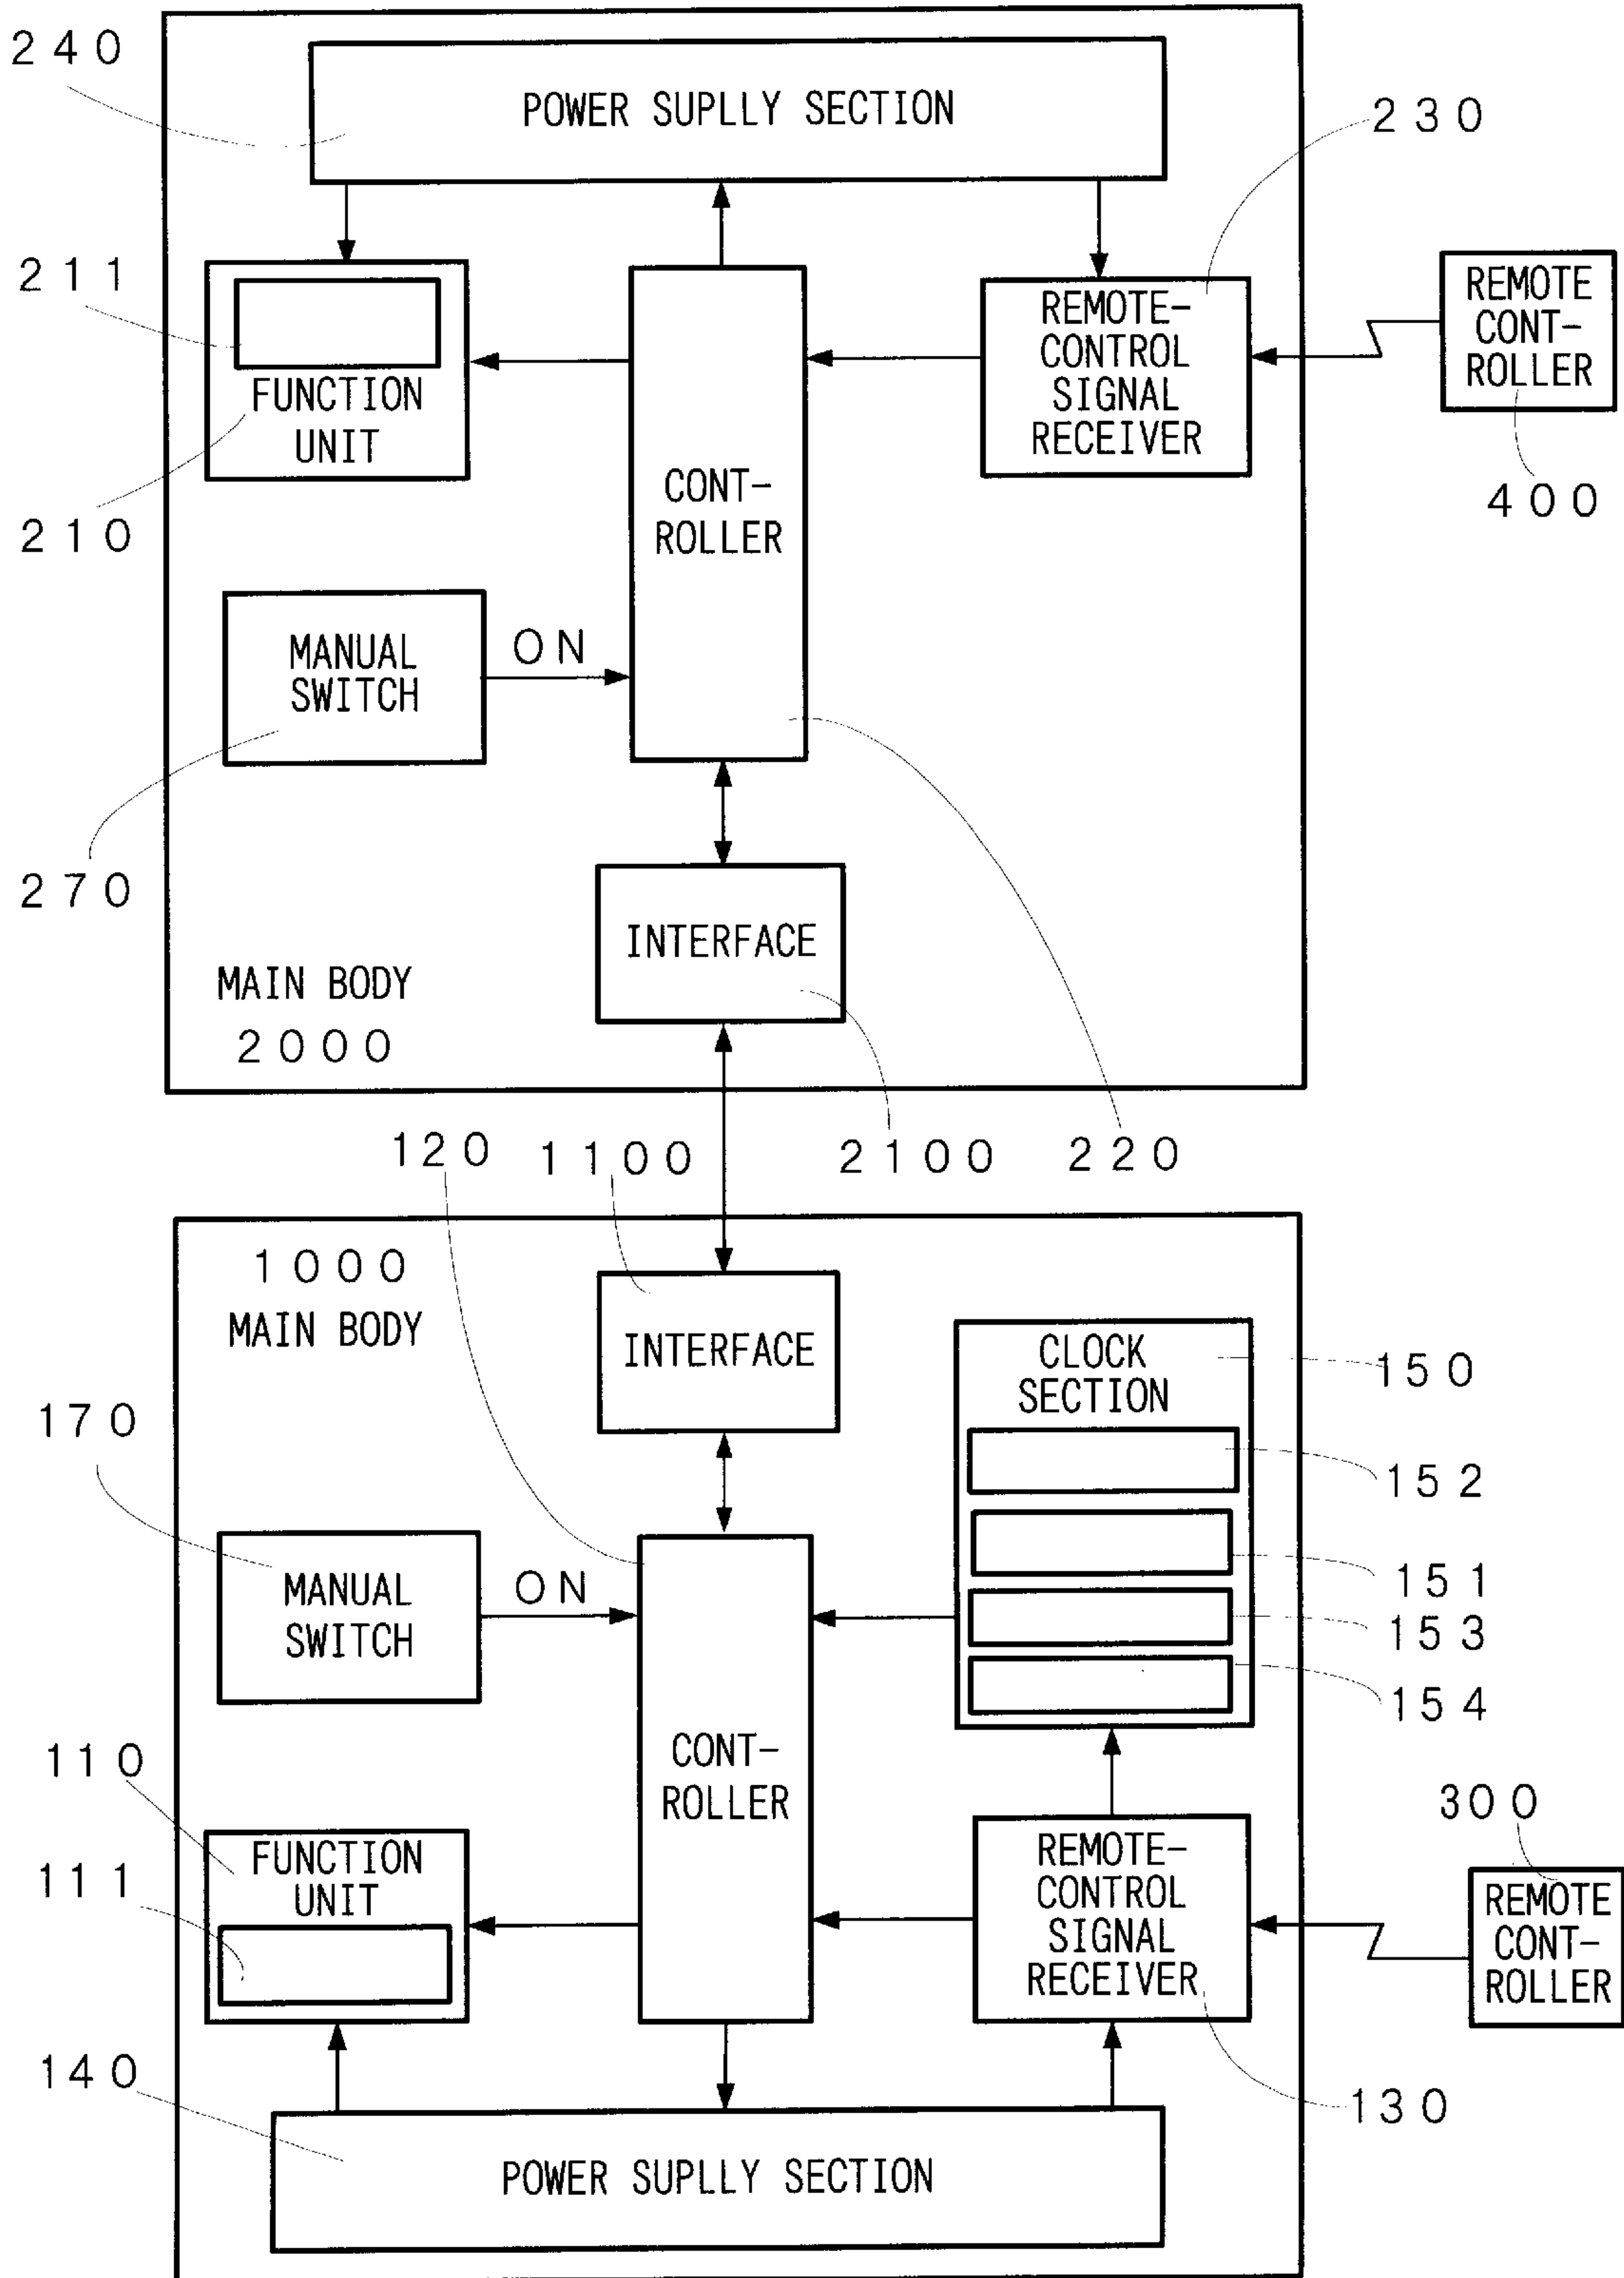 240
POWER SUPLLY SECTION
230
211
FUNCTION
UNIT
210
CONT-
ROLLER
REMOTE-
CONTROL
SIGNAL
RECEIVER
REMOTE
CONT-
ROLLER
400
MANUAL
SWITCH
ON
270
INTERFACE
MAIN BODY
2000
120
1100
2100
220
1000
MAIN BODY
INTERFACE
CLOCK
SECTION
150
152
151
153
154
170
MANUAL
SWITCH
ON
CONT-
ROLLER
110
FUNCTION
UNIT
111
REMOTE-
CONTROL
SIGNAL
RECEIVER
300
REMOTE
CONT-
ROLLER
130
140
POWER SUPLLY SECTION